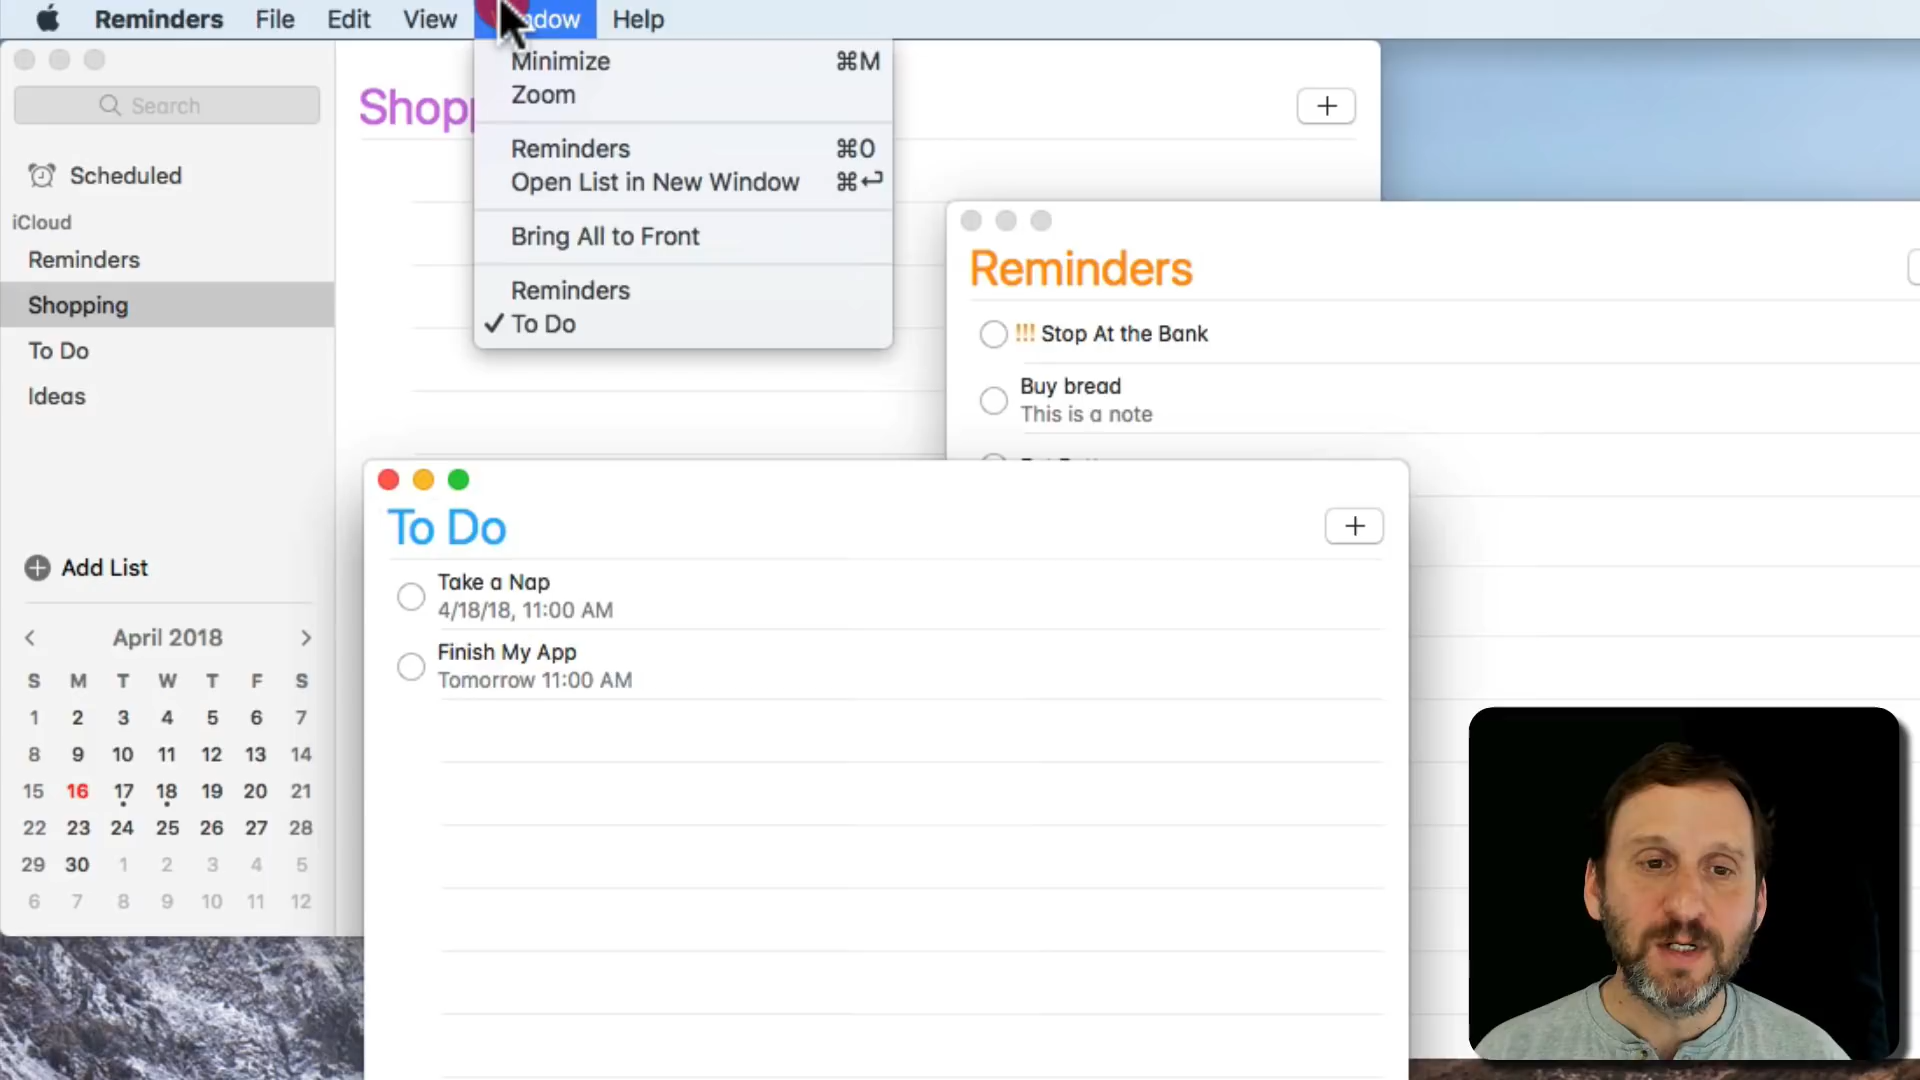 Reminders File Edit View Window Help
Minimize ⌘M
Zoom
Reminders ⌘0
Open List in New Window ⌘↩
Bring All to Front
Reminders
✓ To Do
Search
Scheduled
iCloud
Reminders
Shopping
To Do
Ideas
Add List
< April 2018 >
S M T W T F S
1 2 3 4 5 6 7
8 9 10 11 12 13 14
15 16 17 18 19 20 21
22 23 24 25 26 27 28
29 30 1 2 3 4 5
6 7 8 9 10 11 12
Shopp
+
Reminders
!!! Stop At the Bank
Buy bread
This is a note
To Do
+
Take a Nap
4/18/18, 11:00 AM
Finish My App
Tomorrow 11:00 AM